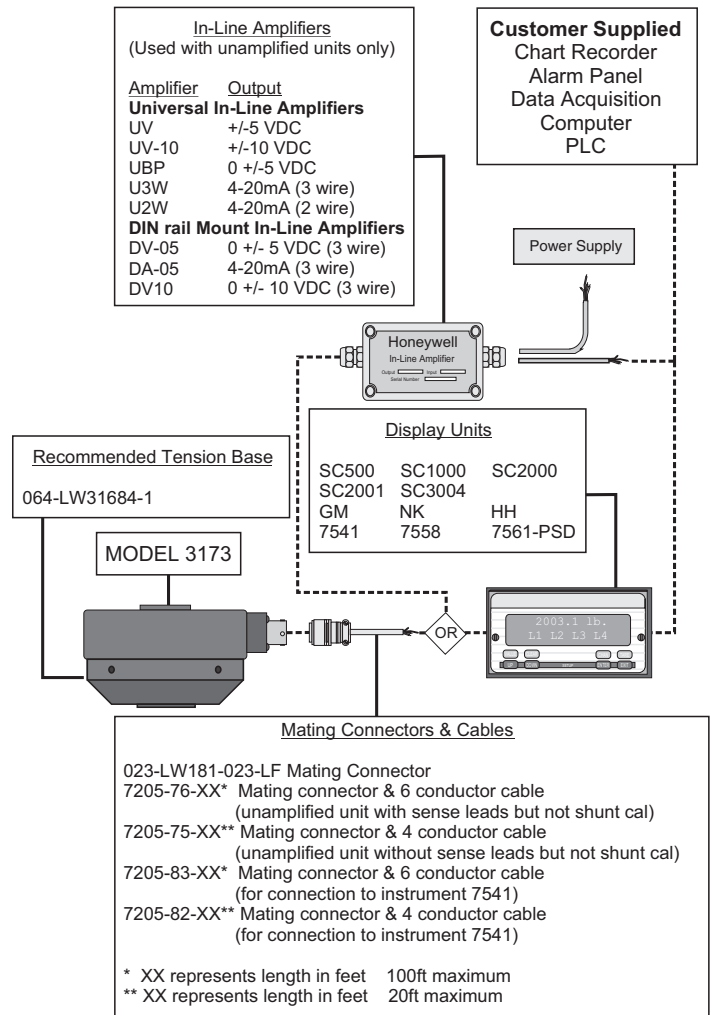 In-Line Amplifiers
(Used with unamplified units only)
Amplifier Output
Universal In-Line Amplifiers
UV +/-5 VDC
UV-10 +/-10 VDC
UBP 0 +/-5 VDC
U3W 4-20mA (3 wire)
U2W 4-20mA (2 wire)
DIN rail Mount In-Line Amplifiers
DV-05 0 +/- 5 VDC (3 wire)
DA-05 4-20mA (3 wire)
DV10 0 +/- 10 VDC (3 wire)
Customer Supplied
Chart Recorder
Alarm Panel
Data Acquisition
Computer
PLC
Power Supply
Honeywell
In-Line Amplifier
Output Input
Serial Number
Display Units
SC500 SC1000 SC2000
SC2001 SC3004
GM NK HH
7541 7558 7561-PSD
Recommended Tension Base
064-LW31684-1
MODEL 3173
OR
2003.1 lb.
L1 L2 L3 L4
SETUP
Mating Connectors & Cables
023-LW181-023-LF Mating Connector
7205-76-XX* Mating connector & 6 conductor cable
(unamplified unit with sense leads but not shunt cal)
7205-75-XX** Mating connector & 4 conductor cable
(unamplified unit without sense leads but not shunt cal)
7205-83-XX* Mating connector & 6 conductor cable
(for connection to instrument 7541)
7205-82-XX** Mating connector & 4 conductor cable
(for connection to instrument 7541)
* XX represents length in feet 100ft maximum
** XX represents length in feet 20ft maximum